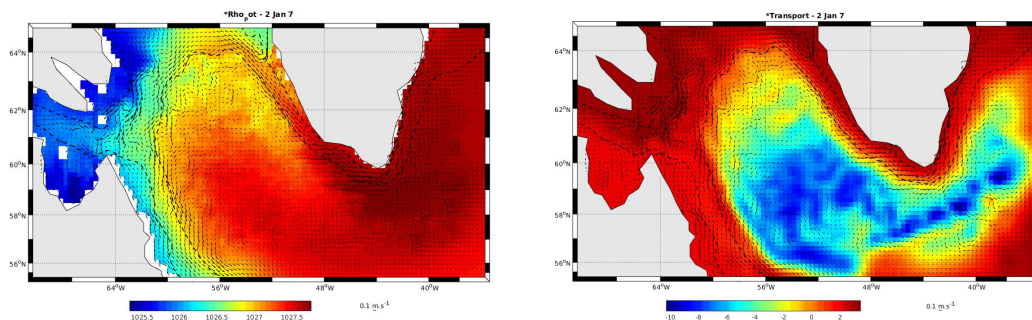 *Rho_pot - 2 Jan 7
64°N
62°N
60°N
58°N
56°N
64°W
56°W
48°W
40°W
1025.5 1026 1026.5 1027 1027.5
0.1 m.s-1
*Transport - 2 Jan 7
64°N
62°N
60°N
58°N
56°N
64°W
56°W
48°W
40°W
-10 -8 -6 -4 -2 0 2
0.1 m.s-1